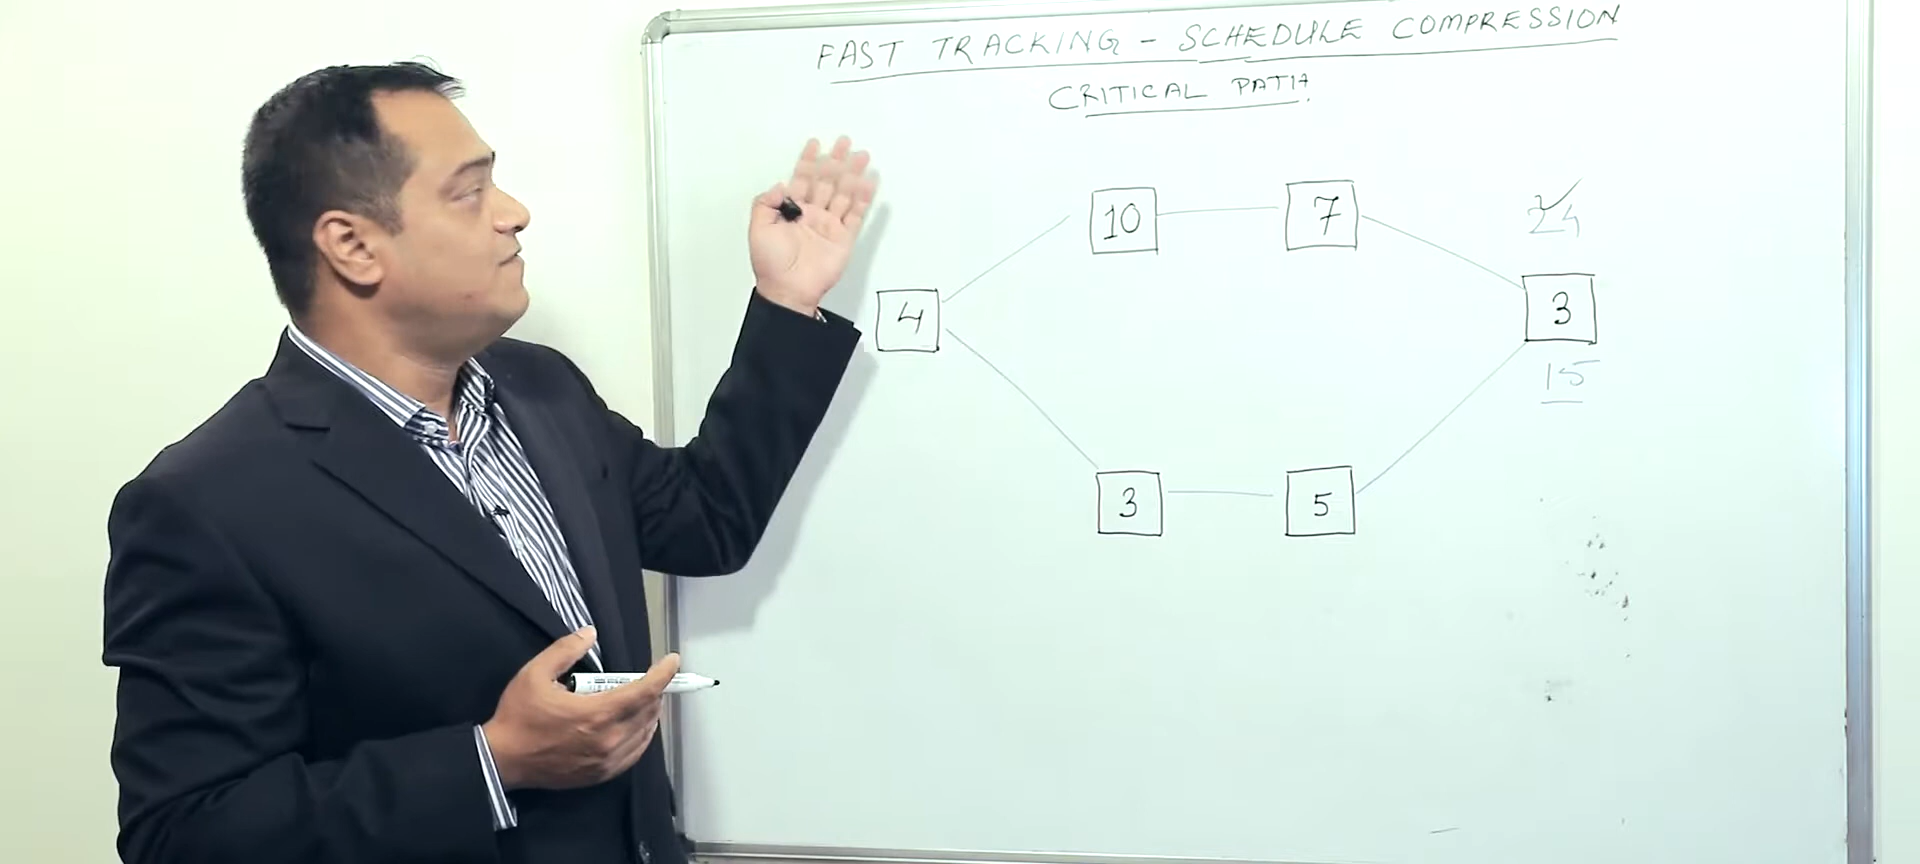 FAST TRACKING - SCHEDULE COMPRESSION
CRITICAL PATH.
10 7 24
4 3
15
3 5